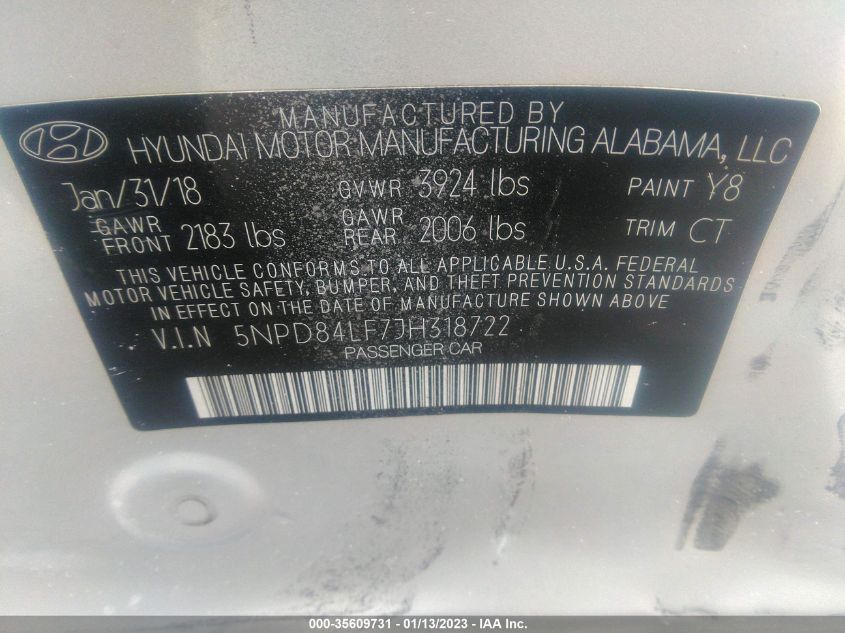 MANUFACTURED BY
HYUNDAI MOTOR MANUFACTURING ALABAMA, LLC
Jan/31/18 GVWR 3924 lbs PAINT Y8
GAWR FRONT 2183 lbs GAWR REAR 2006 lbs TRIM CT
THIS VEHICLE CONFORMS TO ALL APPLICABLE U.S.A. FEDERAL
MOTOR VEHICLE SAFETY, BUMPER, AND THEFT PREVENTION STANDARDS
IN EFFECT ON THE DATE OF MANUFACTURE SHOWN ABOVE
V.I.N 5NPD84LF7JH318722
PASSENGER CAR
000-35609731 - 01/13/2023 - IAA Inc.